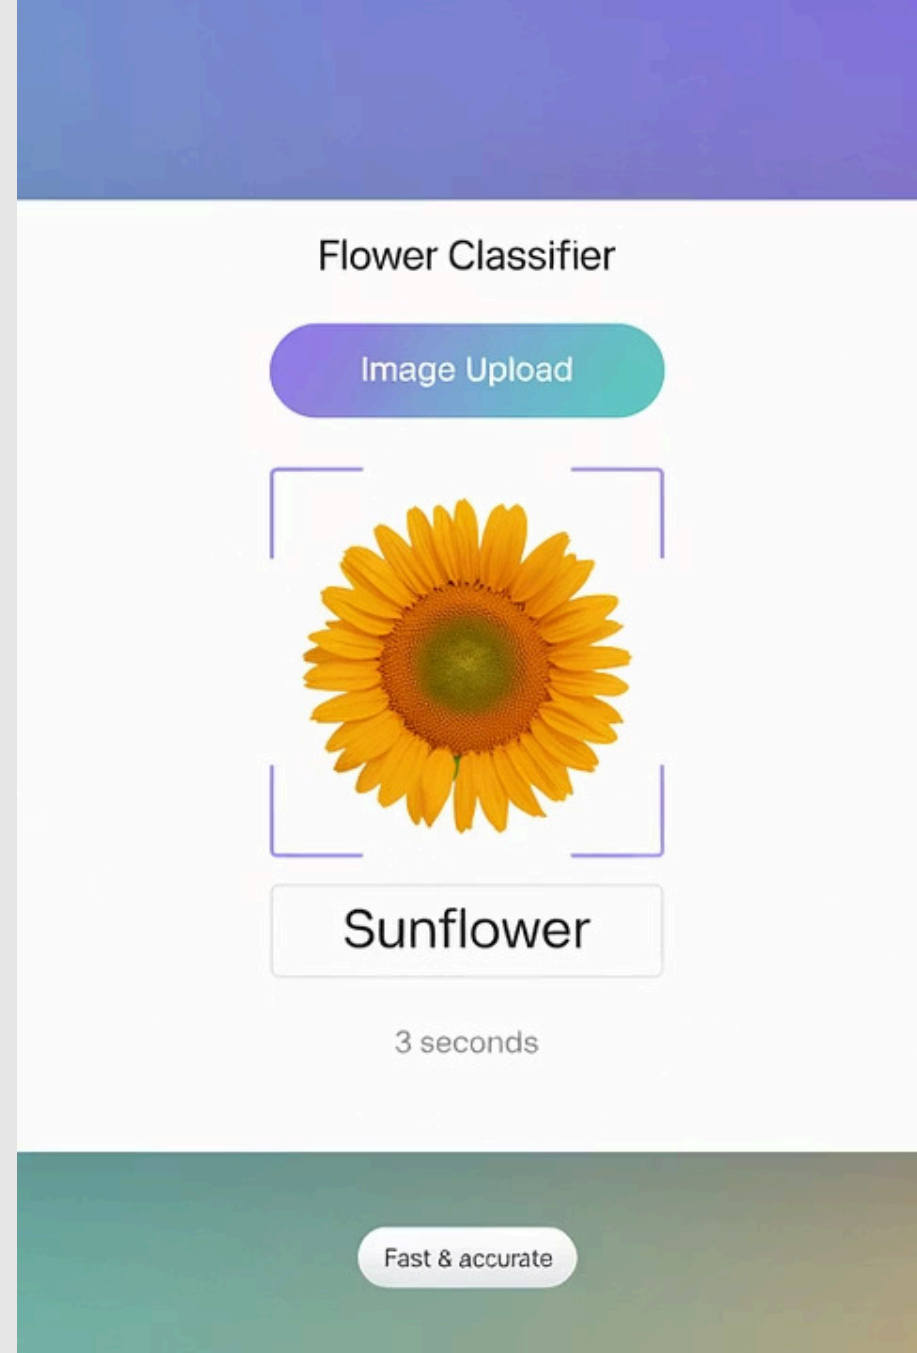 Flower Classifier
Image Upload
Sunflower
3 seconds
Fast & accurate